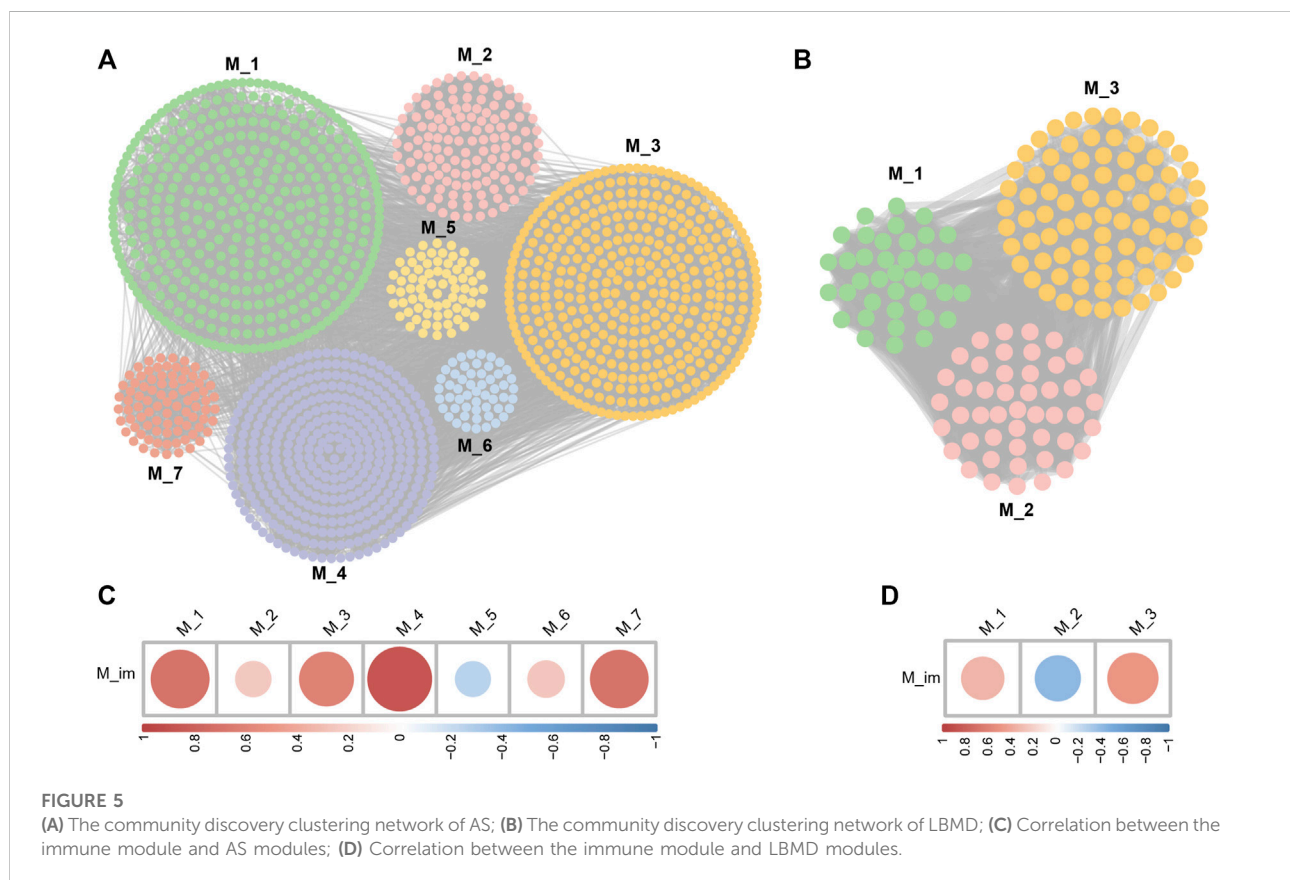 A
M_1
M_2
M_3
M_5
M_6
M_7
M_4
B
M_3
M_1
M_2
C
M_1 M_2 M_3 M_4 M_5 M_6 M_7
M_im
1 0.8 0.6 0.4 0.2 0 −0.2 −0.4 −0.6 −0.8 −1
D
M_1 M_2 M_3
M_im
1 0.8 0.6 0.4 0.2 0 −0.2 −0.4 −0.6 −0.8 −1
FIGURE 5
(A) The community discovery clustering network of AS; (B) The community discovery clustering network of LBMD; (C) Correlation between the
immune module and AS modules; (D) Correlation between the immune module and LBMD modules.